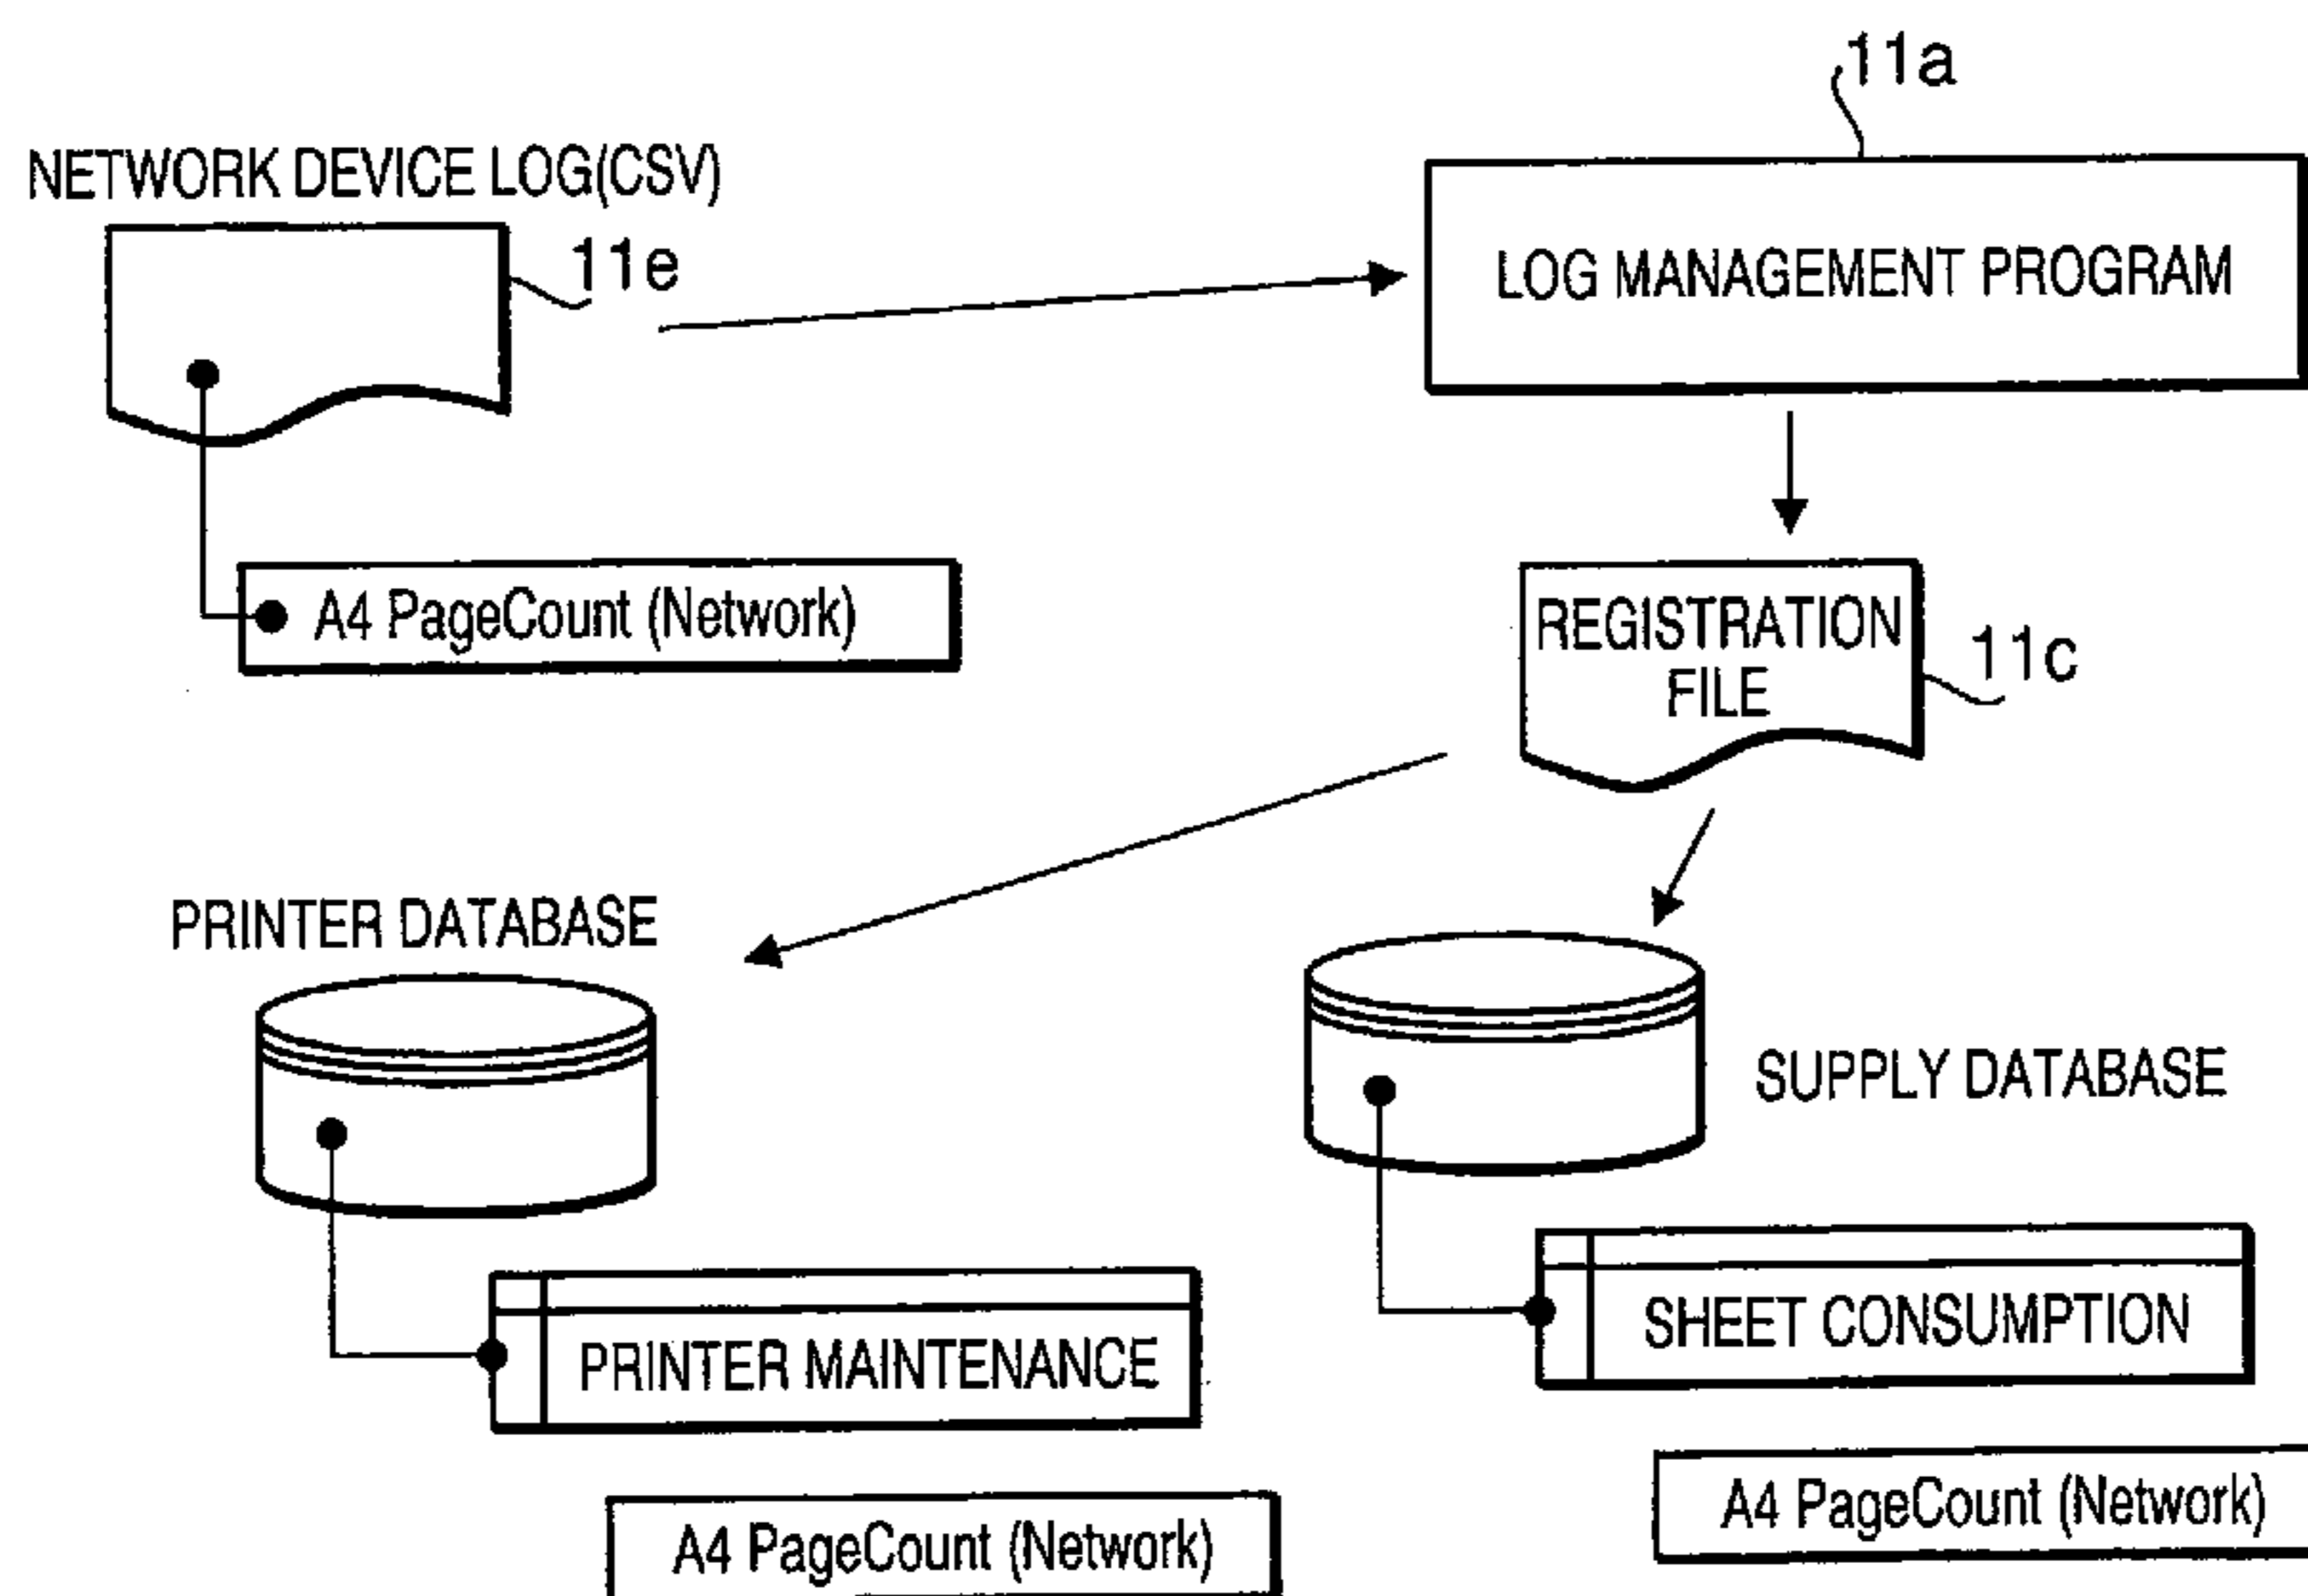 11a
NETWORK DEVICE LOG(CSV)
11e
LOG MANAGEMENT PROGRAM
A4 PageCount (Network)
REGISTRATION
FILE
11c
PRINTER DATABASE
SUPPLY DATABASE
PRINTER MAINTENANCE
SHEET CONSUMPTION
A4 PageCount (Network)
A4 PageCount (Network)